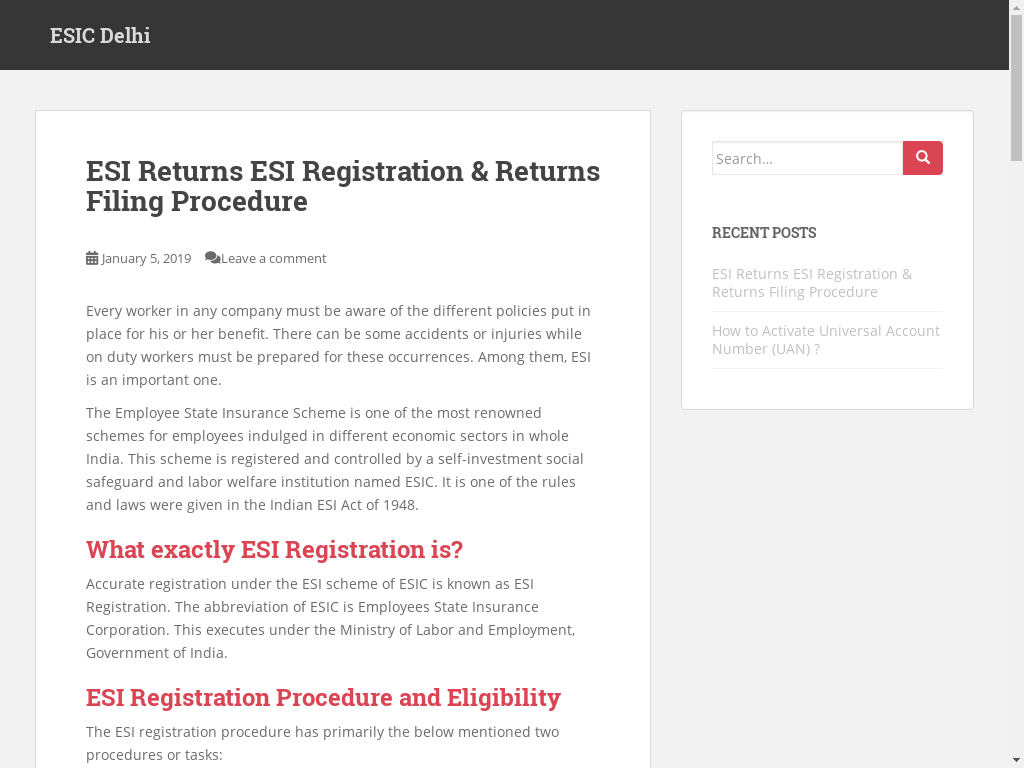 ESIC Delhi
ESI Returns ESI Registration & Returns
Filing Procedure
January 5, 2019 Leave a comment
Every worker in any company must be aware of the different policies put in
place for his or her benefit. There can be some accidents or injuries while
on duty workers must be prepared for these occurrences. Among them, ESI
is an important one.
The Employee State Insurance Scheme is one of the most renowned
schemes for employees indulged in different economic sectors in whole
India. This scheme is registered and controlled by a self-investment social
safeguard and labor welfare institution named ESIC. It is one of the rules
and laws were given in the Indian ESI Act of 1948.
What exactly ESI Registration is?
Accurate registration under the ESI scheme of ESIC is known as ESI
Registration. The abbreviation of ESIC is Employees State Insurance
Corporation. This executes under the Ministry of Labor and Employment,
Government of India.
ESI Registration Procedure and Eligibility
The ESI registration procedure has primarily the below mentioned two
procedures or tasks:
Search...
RECENT POSTS
ESI Returns ESI Registration &
Returns Filing Procedure
How to Activate Universal Account
Number (UAN) ?